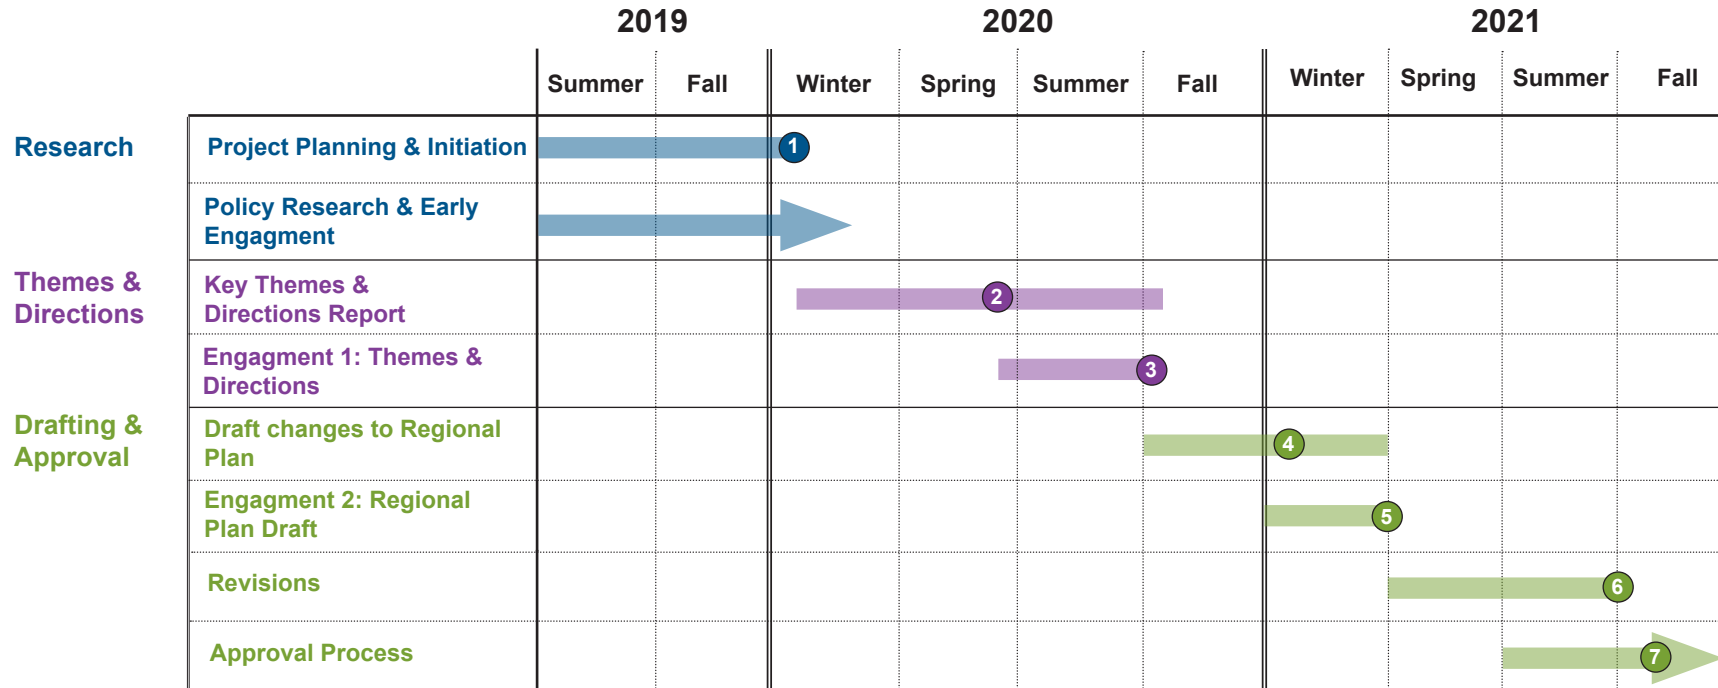 2019
2020
2021
Summer
Fall
Winter
Spring
Summer
Fall
Winter
Spring
Summer
Fall
Research
Project Planning & Initiation
1
Policy Research & Early
Engagment
Themes &
Directions
Key Themes &
Directions Report
2
Engagment 1: Themes &
Directions
3
Drafting &
Approval
Draft changes to Regional
Plan
4
Engagment 2: Regional
Plan Draft
5
Revisions
6
Approval Process
7